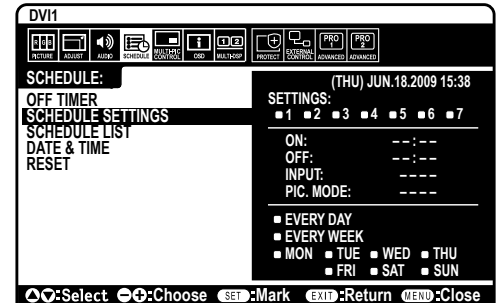 DVI1
RGB
PICTURE ADJUST AUDIO SCHEDULE MULTI-PIC CONTROL OSD MULTI-DSP PROTECT EXTERNAL CONTROL PRO 1 ADVANCED PRO 2 ADVANCED
SCHEDULE:
OFF TIMER
SCHEDULE SETTINGS
SCHEDULE LIST
DATE & TIME
RESET
(THU) JUN.18.2009 15:38
SETTINGS:
1 2 3 4 5 6 7
ON: --:--
OFF: --:--
INPUT: ----
PIC. MODE: ----
EVERY DAY
EVERY WEEK
MON TUE WED THU
FRI SAT SUN
:Select :Choose SET:Mark EXIT:Return MENU:Close